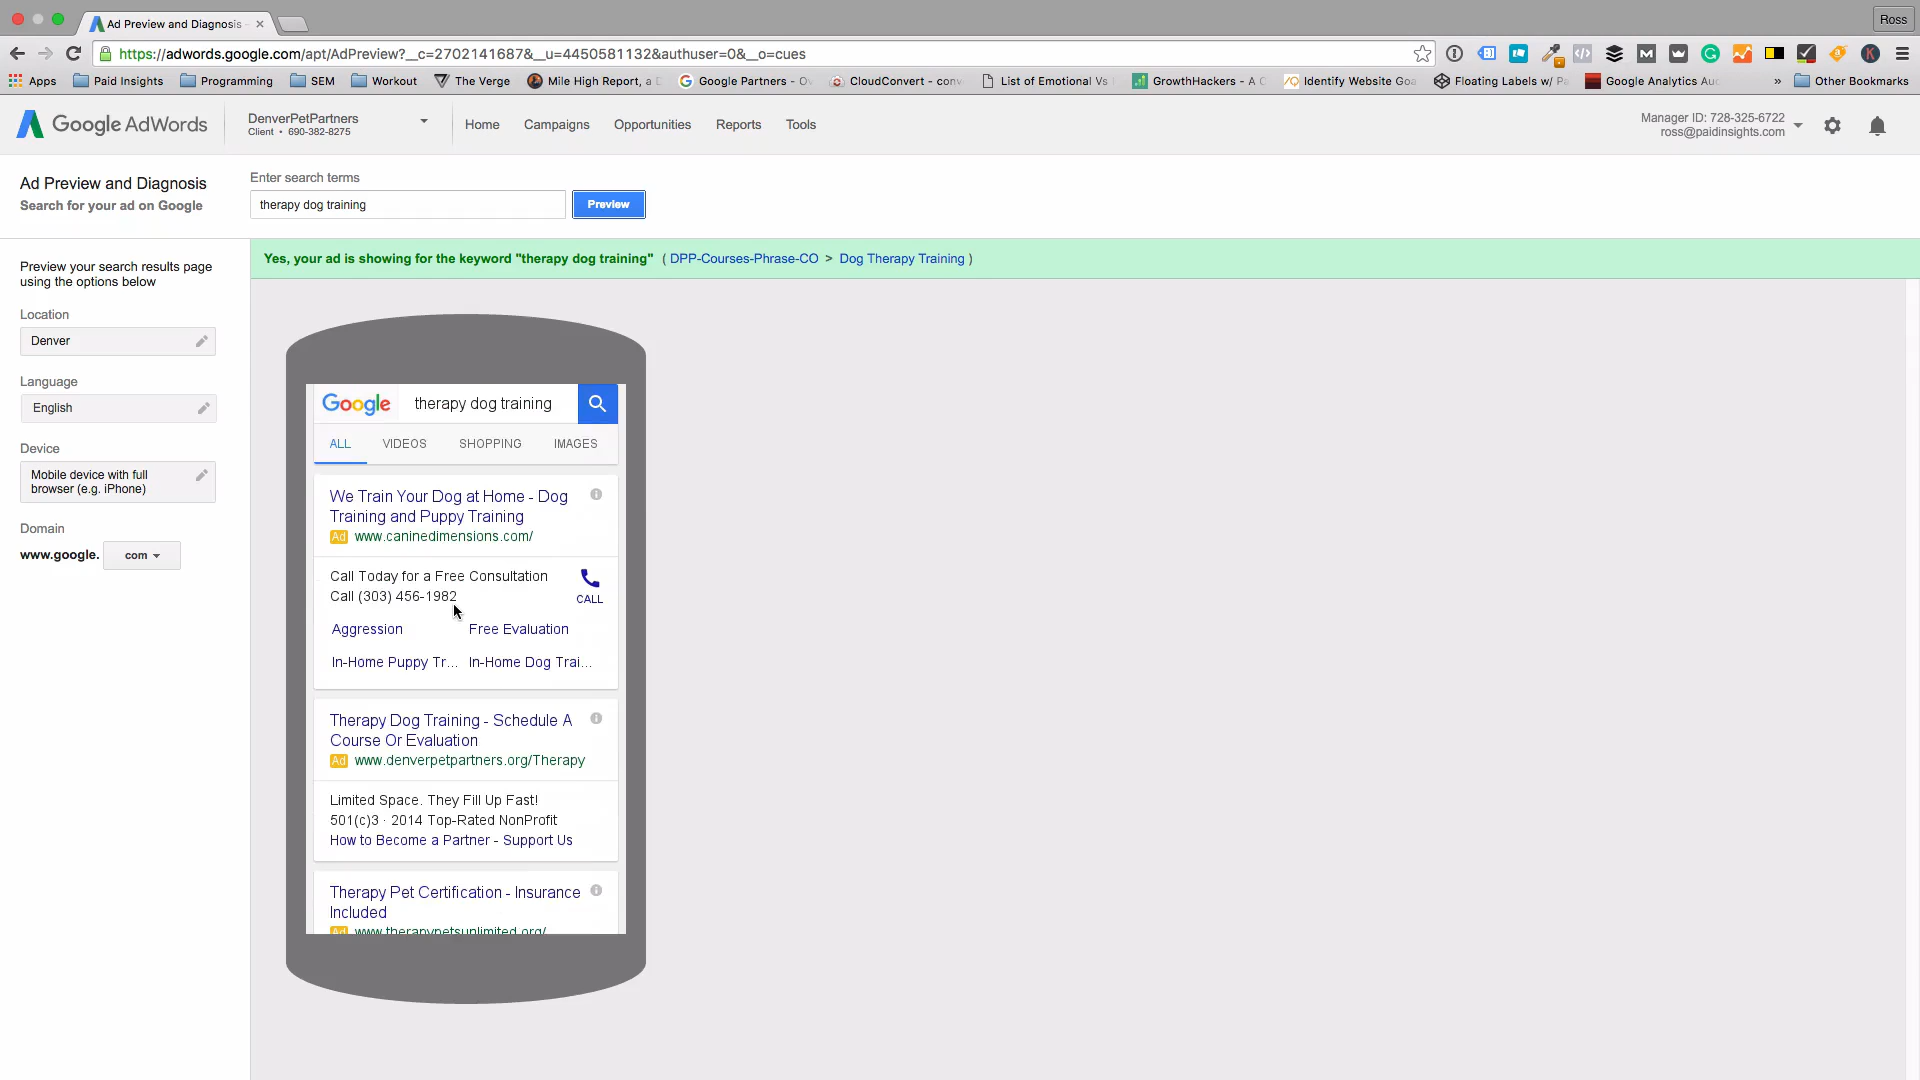 Ad Preview and Diagnosis
Ross
https://adwords.google.com/apt/AdPreview?__c=2702141687&__u=4450581132&authuser=0&__o=cues
Apps Paid Insights Programming SEM Workout The Verge Mile High Report, a Google Partners - Ov CloudConvert - conv List of Emotional Vs GrowthHackers - A C Identify Website Goa Floating Labels w/ Pa Google Analytics Au » Other Bookmarks
Google AdWords
DenverPetPartners
Client • 690-382-8275
Home Campaigns Opportunities Reports Tools
Manager ID: 728-325-6722
ross@paidinsights.com
Ad Preview and Diagnosis
Search for your ad on Google
Enter search terms
therapy dog training
Preview
Yes, your ad is showing for the keyword "therapy dog training" ( DPP-Courses-Phrase-CO > Dog Therapy Training )
Preview your search results page
using the options below
Location
Denver
Language
English
Device
Mobile device with full
browser (e.g. iPhone)
Domain
www.google. com
Google therapy dog training
ALL VIDEOS SHOPPING IMAGES
We Train Your Dog at Home - Dog
Training and Puppy Training
Ad www.caninedimensions.com/
Call Today for a Free Consultation
Call (303) 456-1982
CALL
Aggression Free Evaluation
In-Home Puppy Tr... In-Home Dog Trai...
Therapy Dog Training - Schedule A
Course Or Evaluation
Ad www.denverpetpartners.org/Therapy
Limited Space. They Fill Up Fast!
501(c)3 · 2014 Top-Rated NonProfit
How to Become a Partner - Support Us
Therapy Pet Certification - Insurance
Included
Ad www.therapypetsunlimited.org/